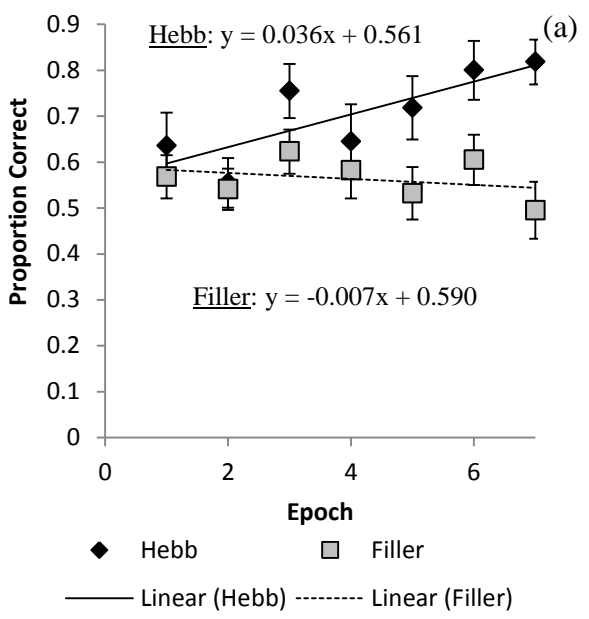 (a)
Hebb: y = 0.036x + 0.561
Filler: y = -0.007x + 0.590
Proportion Correct
0.9
0.8
0.7
0.6
0.5
0.4
0.3
0.2
0.1
0
0 2 4 6
Epoch
Hebb Filler
Linear (Hebb) Linear (Filler)